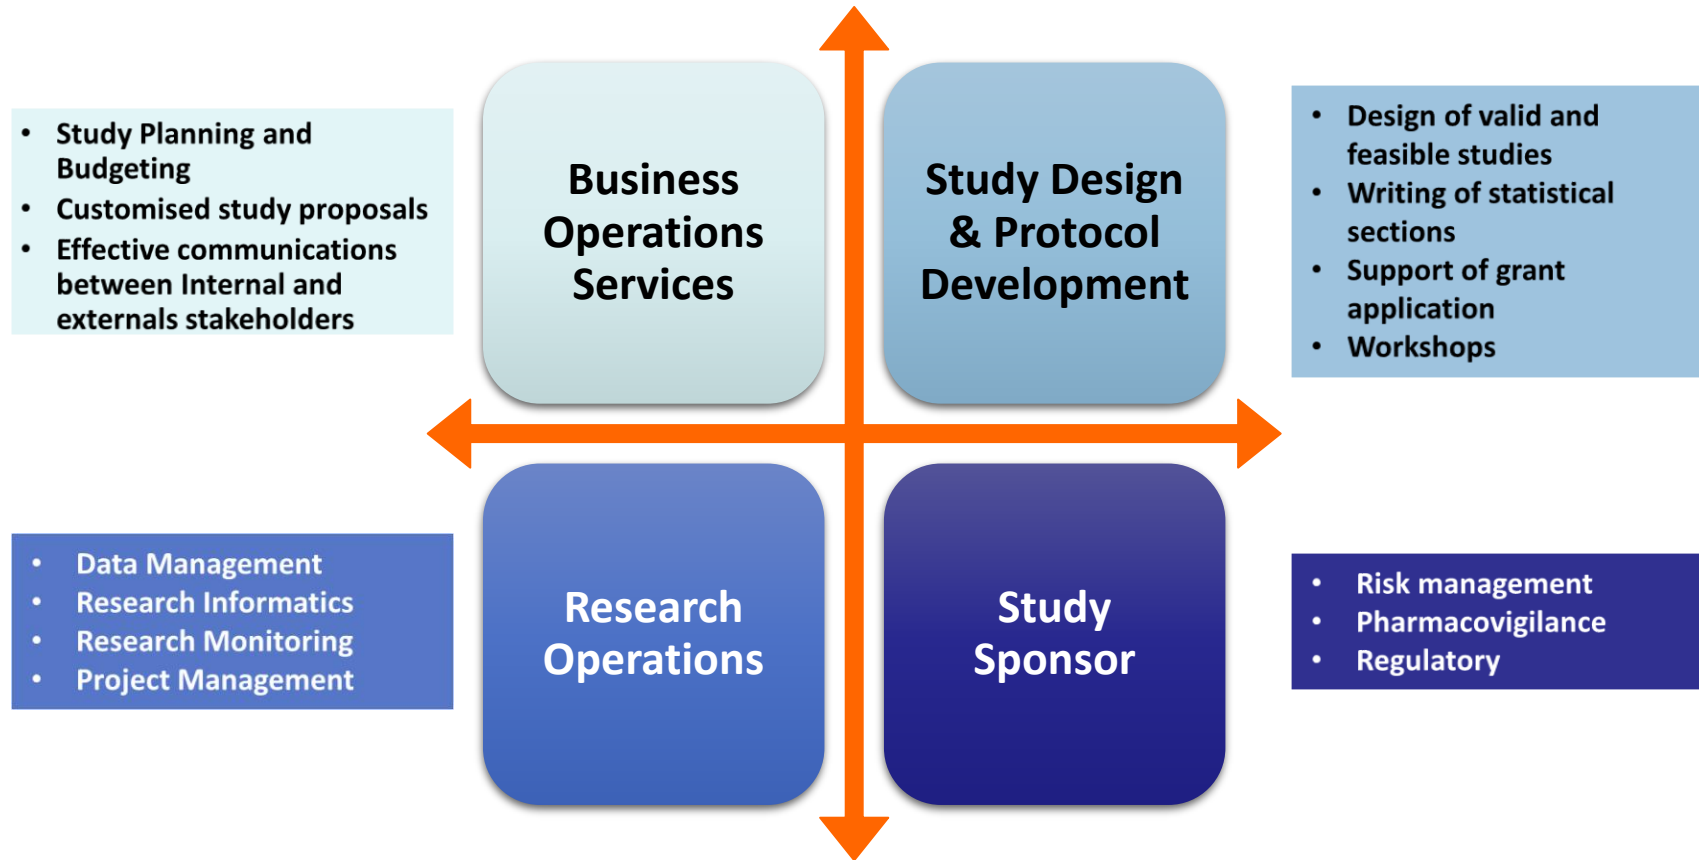 • Study Planning and
Budgeting
• Customised study proposals
• Effective communications
between Internal and
externals stakeholders
Business
Operations
Services
Study Design
& Protocol
Development
• Design of valid and
feasible studies
• Writing of statistical
sections
• Support of grant
application
• Workshops
• Data Management
• Research Informatics
• Research Monitoring
• Project Management
Research
Operations
Study
Sponsor
• Risk management
• Pharmacovigilance
• Regulatory